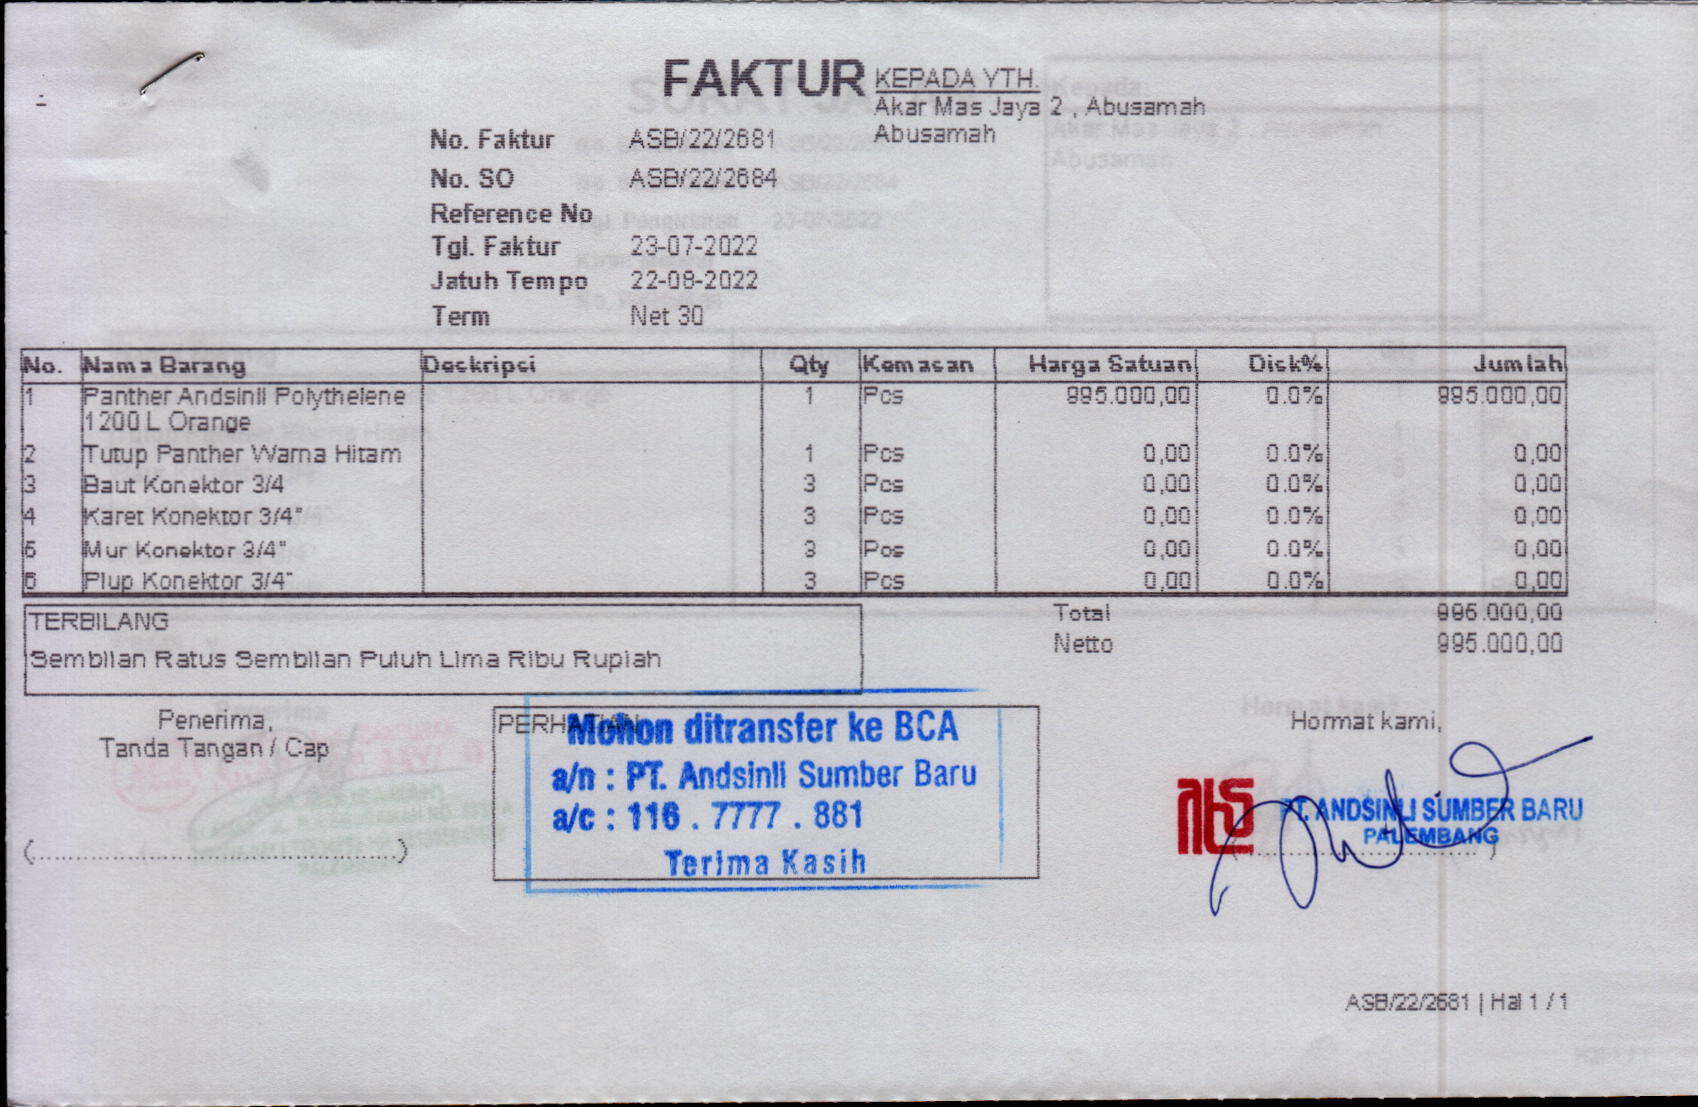 FAKTUR
KEPADA YTH.
Akar Mas Jaya 2 , Abusamah
Abusamah
No. Faktur ASB/22/2681
No. SO ASB/22/2684
Reference No
Tgl. Faktur 23-07-2022
Jatuh Tempo 22-08-2022
Term Net 30
No. Nama Barang Deskripsi Qty Kemasan Harga Satuan Disk% Jumlah
1 Panther Andsinli Polythelene 1 Pcs 995.000,00 0.0% 995.000,00
1200 L Orange
2 Tutup Panther Warna Hitam 1 Pcs 0,00 0.0% 0,00
3 Baut Konektor 3/4 3 Pcs 0,00 0.0% 0,00
4 Karet Konektor 3/4" 3 Pcs 0,00 0.0% 0,00
5 Mur Konektor 3/4" 3 Pcs 0,00 0.0% 0,00
6 Plup Konektor 3/4" 3 Pcs 0,00 0.0% 0,00
TERBILANG
Sembilan Ratus Sembilan Puluh Lima Ribu Rupiah
Total 995.000,00
Netto 995.000,00
Penerima,
Tanda Tangan / Cap
(..........................................................)
PERHATIAN
Mohon ditransfer ke BCA
a/n : PT. Andsinli Sumber Baru
a/c : 116 . 7777 . 881
Terima Kasih
Hormat kami,
PT. ANDSINLI SUMBER BARU
PALEMBANG
ASB/22/2681 | Hal 1 / 1